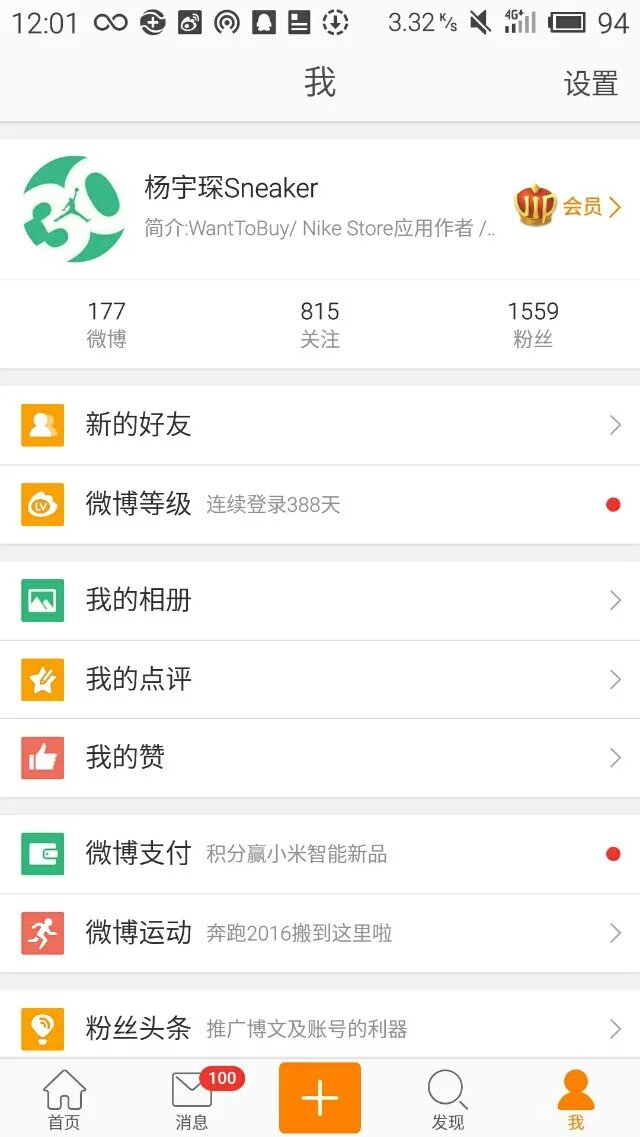 12:01 3.32 K/s 4G+ 94
我 设置
30
杨宇琛Sneaker
简介:WantToBuy/ Nike Store应用作者 /..
VIP 会员
177 815 1559
微博 关注 粉丝
新的好友
LV 微博等级 连续登录388天
我的相册
我的点评
我的赞
微博支付 积分赢小米智能新品
微博运动 奔跑2016搬到这里啦
粉丝头条 推广博文及账号的利器
100
首页 消息 发现 我